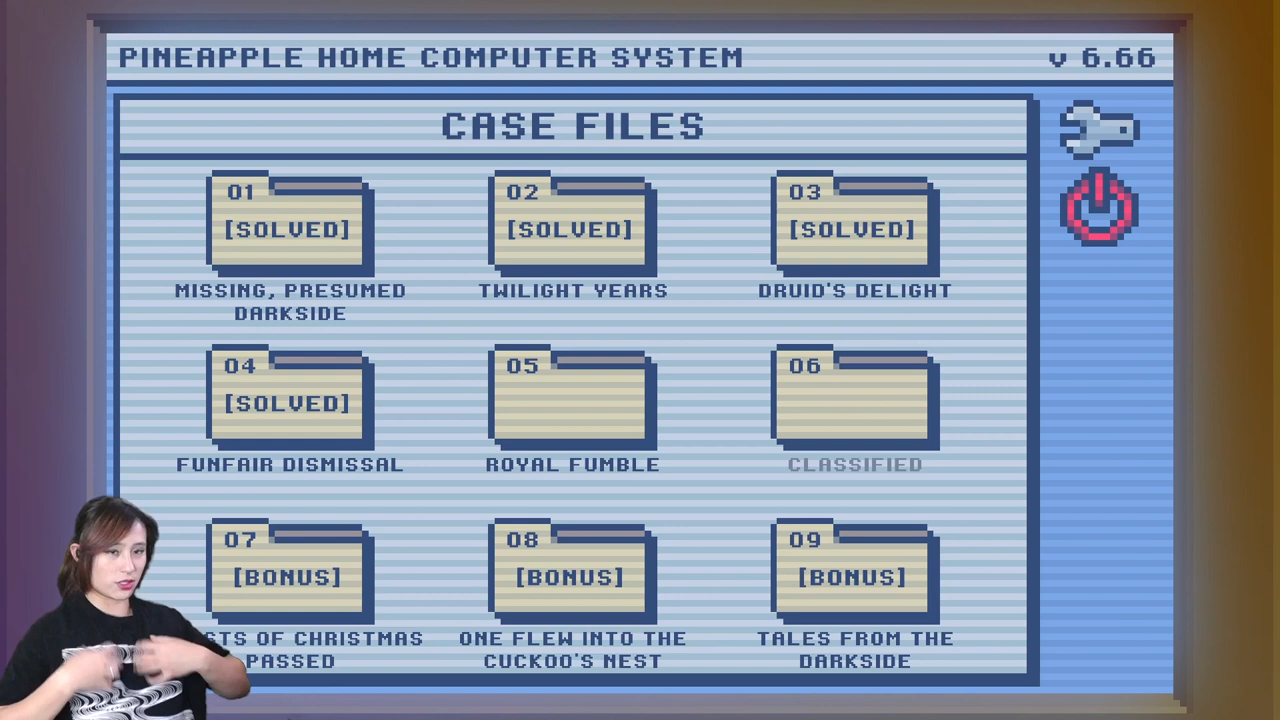 PINEAPPLE HOME COMPUTER SYSTEM
v 6.66
CASE FILES
01
[SOLVED]
MISSING, PRESUMED
DARKSIDE
02
[SOLVED]
TWILIGHT YEARS
03
[SOLVED]
DRUID'S DELIGHT
04
[SOLVED]
FUNFAIR DISMISSAL
05
ROYAL FUMBLE
06
CLASSIFIED
07
[BONUS]
OF CHRISTMAS
PASSED
08
[BONUS]
ONE FLEW INTO THE
CUCKOO'S NEST
09
[BONUS]
TALES FROM THE
DARKSIDE